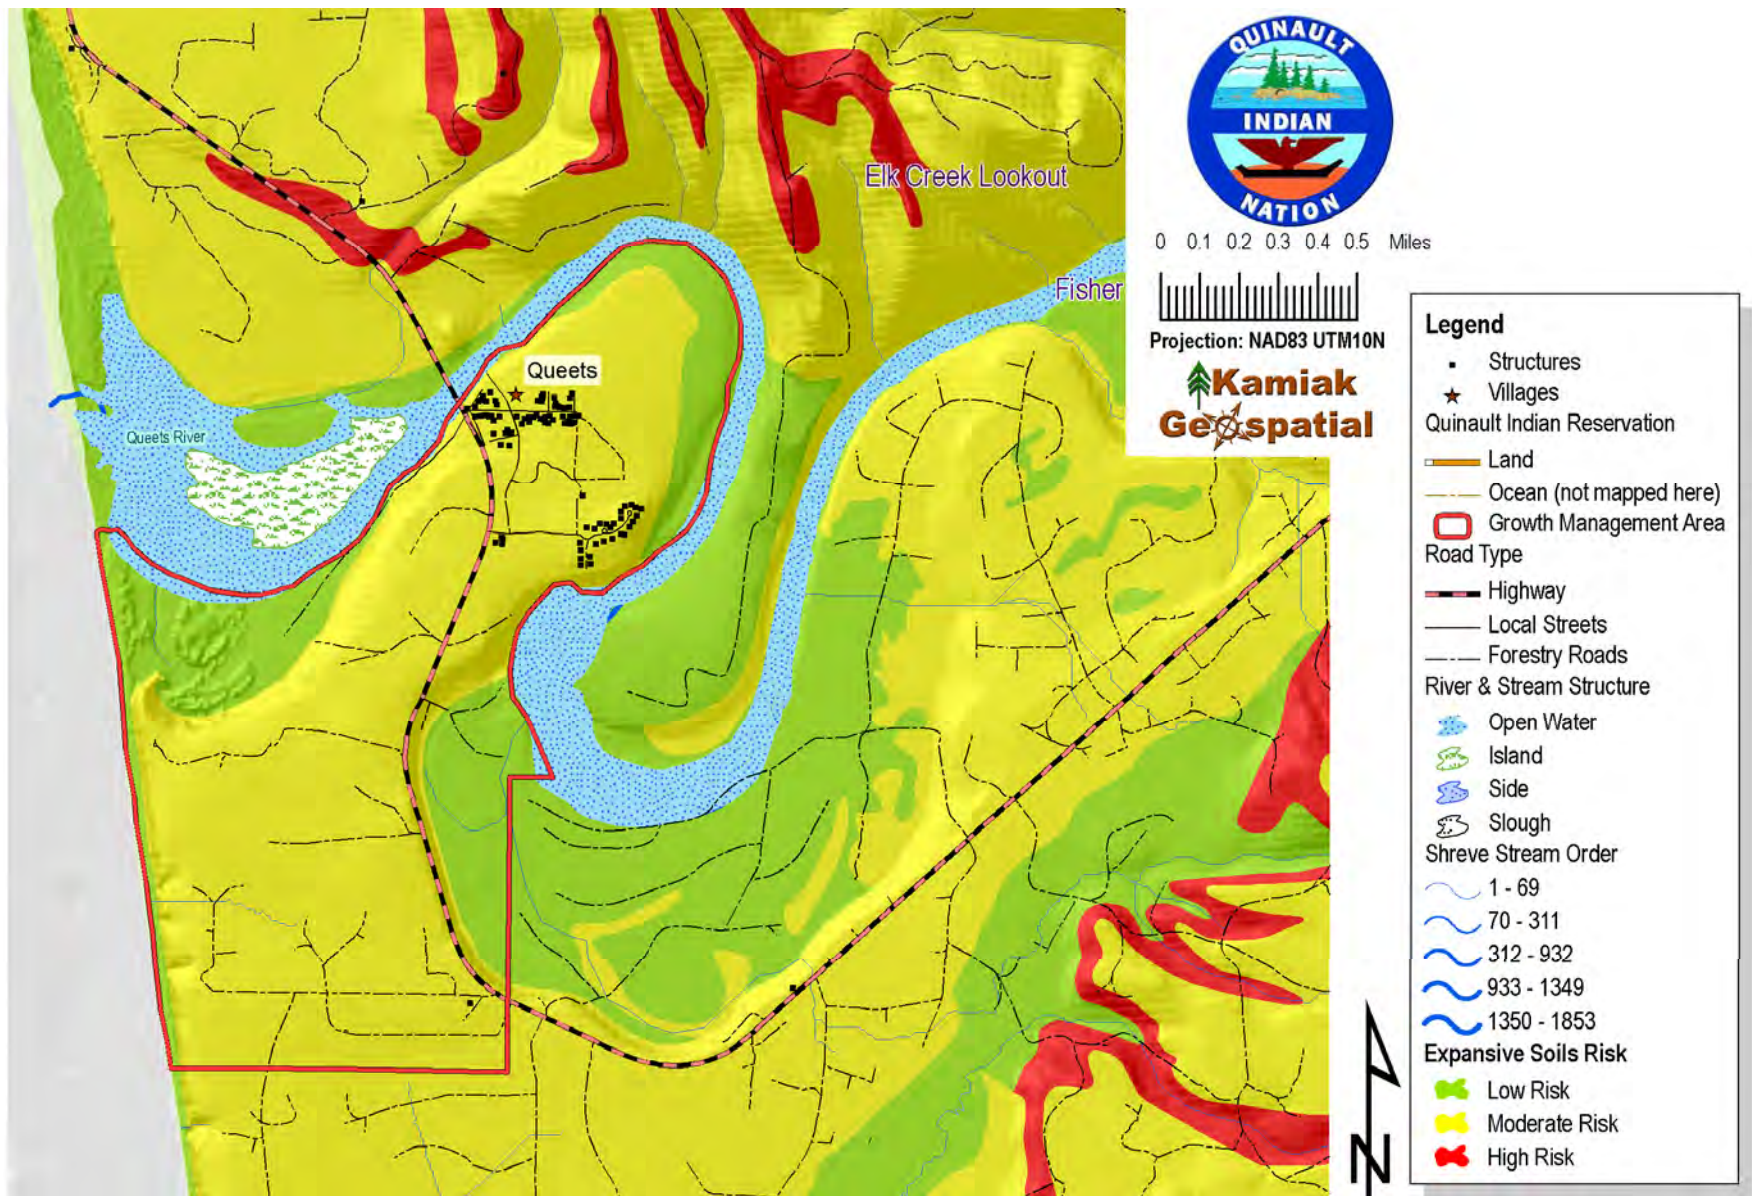 QUINAULT
INDIAN
NATION
0 0.1 0.2 0.3 0.4 0.5 Miles
Projection: NAD83 UTM10N
Kamiak
Geospatial
Elk Creek Lookout
Fisher
Queets
Queets River
Legend
Structures
Villages
Quinault Indian Reservation
Land
Ocean (not mapped here)
Growth Management Area
Road Type
Highway
Local Streets
Forestry Roads
River & Stream Structure
Open Water
Island
Side
Slough
Shreve Stream Order
1 - 69
70 - 311
312 - 932
933 - 1349
1350 - 1853
Expansive Soils Risk
Low Risk
Moderate Risk
High Risk
N